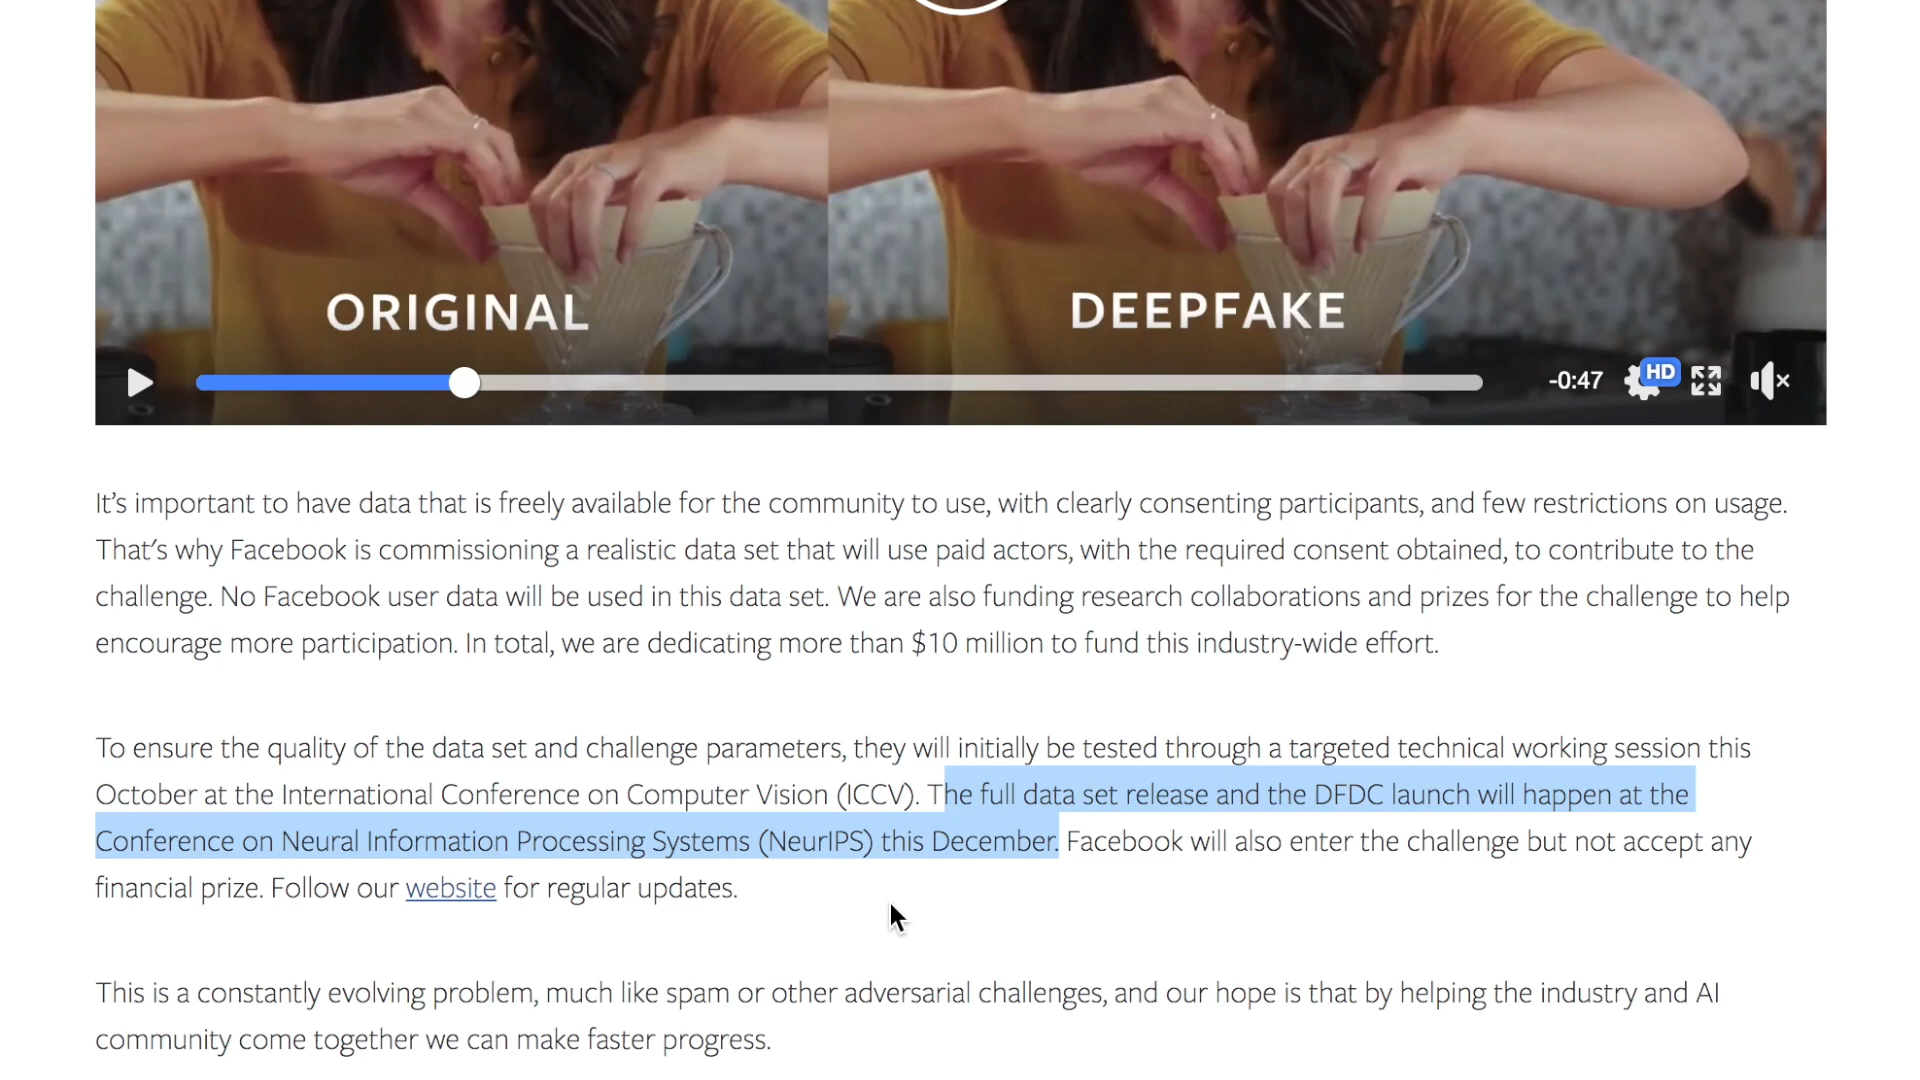 ORIGINAL
DEEPFAKE
-0:47
HD
It’s important to have data that is freely available for the community to use, with clearly consenting participants, and few restrictions on usage.
That’s why Facebook is commissioning a realistic data set that will use paid actors, with the required consent obtained, to contribute to the
challenge. No Facebook user data will be used in this data set. We are also funding research collaborations and prizes for the challenge to help
encourage more participation. In total, we are dedicating more than $10 million to fund this industry-wide effort.
To ensure the quality of the data set and challenge parameters, they will initially be tested through a targeted technical working session this
October at the International Conference on Computer Vision (ICCV). The full data set release and the DFDC launch will happen at the
Conference on Neural Information Processing Systems (NeurIPS) this December. Facebook will also enter the challenge but not accept any
financial prize. Follow our website for regular updates.
This is a constantly evolving problem, much like spam or other adversarial challenges, and our hope is that by helping the industry and AI
community come together we can make faster progress.